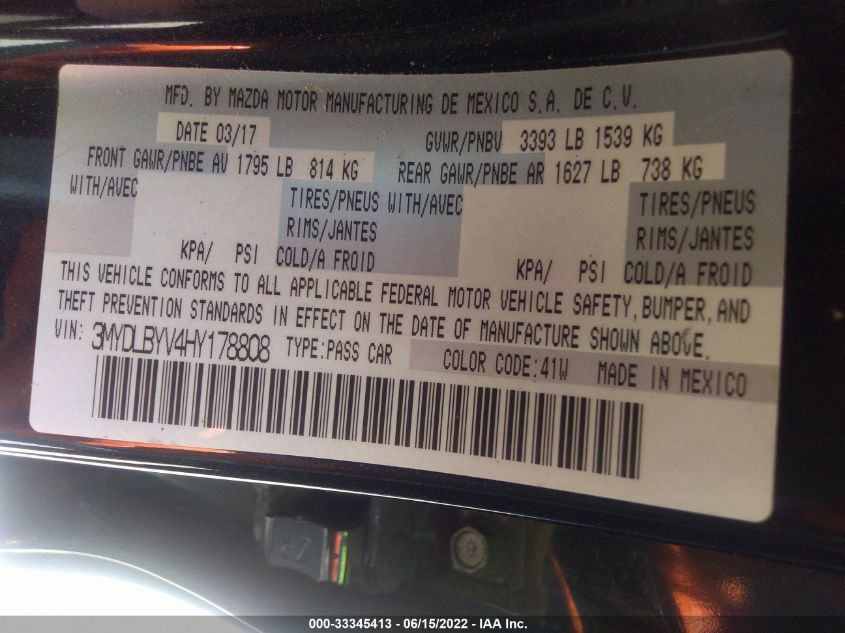 MFD. BY MAZDA MOTOR MANUFACTURING DE MEXICO S.A. DE C.V.
DATE 03/17 GVWR/PNBV 3393 LB 1539 KG
FRONT GAWR/PNBE AV 1795 LB 814 KG REAR GAWR/PNBE AR 1627 LB 738 KG
WITH/AVEC TIRES/PNEUS WITH/AVEC TIRES/PNEUS
RIMS/JANTES RIMS/JANTES
KPA/ PSI COLD/A FROID KPA/ PSI COLD/A FROID
THIS VEHICLE CONFORMS TO ALL APPLICABLE FEDERAL MOTOR VEHICLE SAFETY, BUMPER, AND
THEFT PREVENTION STANDARDS IN EFFECT ON THE DATE OF MANUFACTURE SHOWN ABOVE.
VIN: 3MYDLBYV4HY178808 TYPE:PASS CAR COLOR CODE:41W MADE IN MEXICO
000-33345413 - 06/15/2022 - IAA Inc.